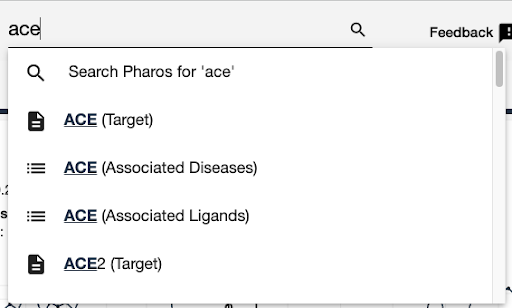 ace
Feedback
Search Pharos for 'ace'
ACE (Target)
ACE (Associated Diseases)
ACE (Associated Ligands)
ACE2 (Target)